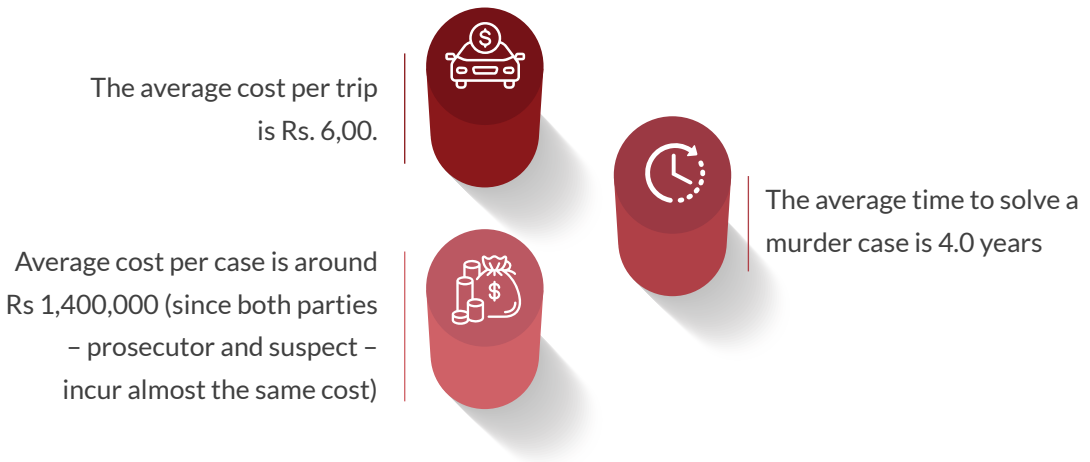 The average cost per trip
is Rs. 6,00.
The average time to solve a
murder case is 4.0 years
Average cost per case is around
Rs 1,400,000 (since both parties
– prosecutor and suspect –
incur almost the same cost)